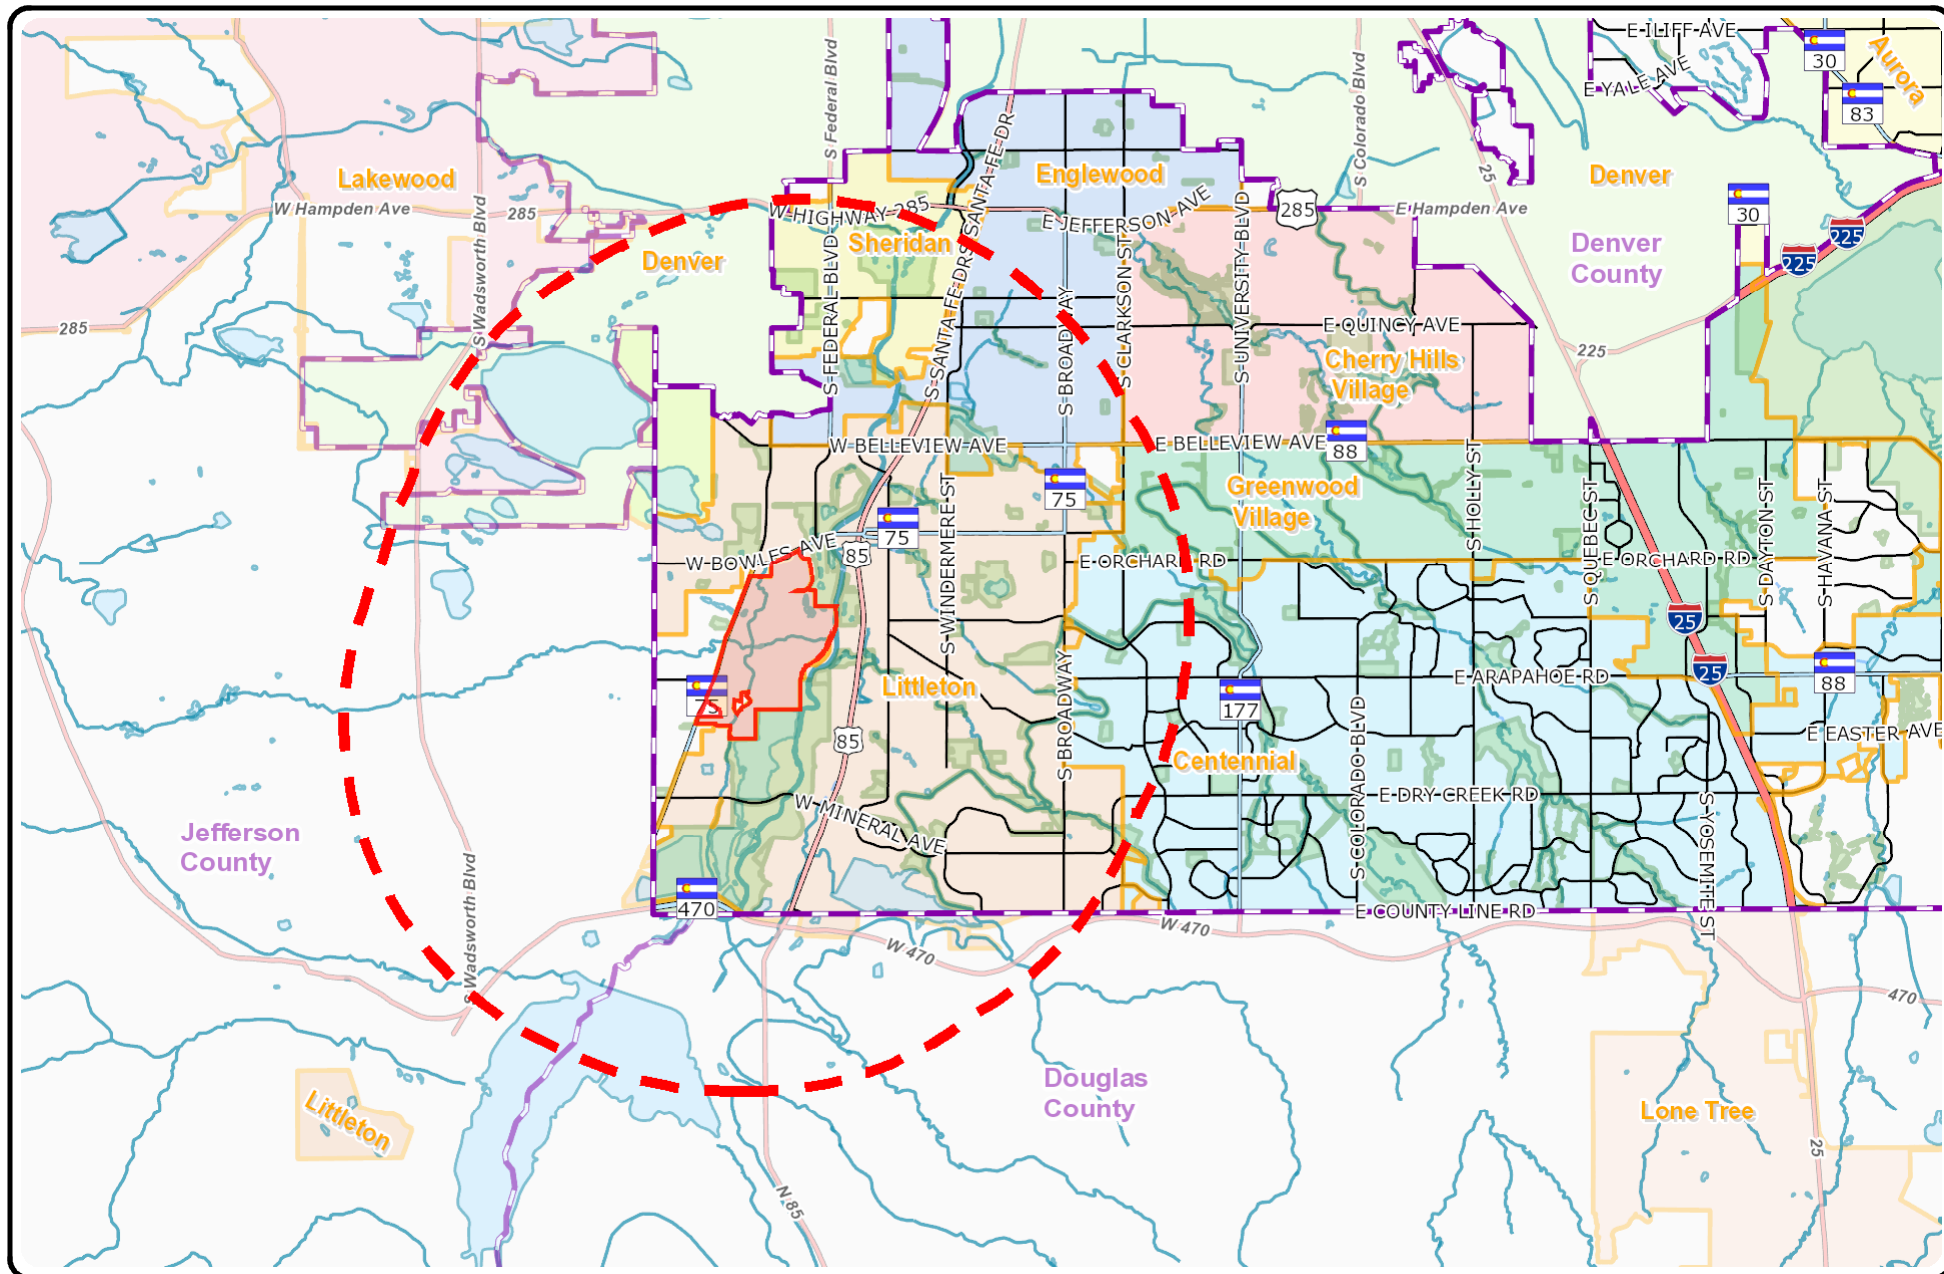 E ILIFF AVE
30
Aurora
E YALE AVE
83
S Federal Blvd
S Colorado Blvd
25
Lakewood
Englewood
Denver
W Hampden Ave
285
W HIGHWAY 285
S SANTA FE DR
E JEFFERSON AVE
285
E Hampden Ave
30
S Wadsworth Blvd
Denver
Sheridan
Denver
County
225
225
285
S FEDERAL BLVD
S SANTA FE DR
S BROADWAY
S CLARKSON ST
S UNIVERSITY BLVD
E QUINCY AVE
225
Cherry Hills
Village
W BELLEVIEW AVE
E BELLEVIEW AVE
88
75
Greenwood
Village
S HOLLY ST
S QUEBEC ST
S DAYTON ST
S HAVANA ST
75
W BOWLES AVE
85
S WINDERMERE ST
E ORCHARD RD
E ORCHARD RD
25
75
Littleton
S BROADWAY
177
E ARAPAHOE RD
25
88
85
Centennial
S COLORADO BLVD
E EASTER AVE
W MINERAL AVE
E DRY CREEK RD
S YOSEMITE ST
Jefferson
County
S Wadsworth Blvd
470
E COUNTY LINE RD
W 470
W 470
470
Littleton
Douglas
County
Lone Tree
25
N 85